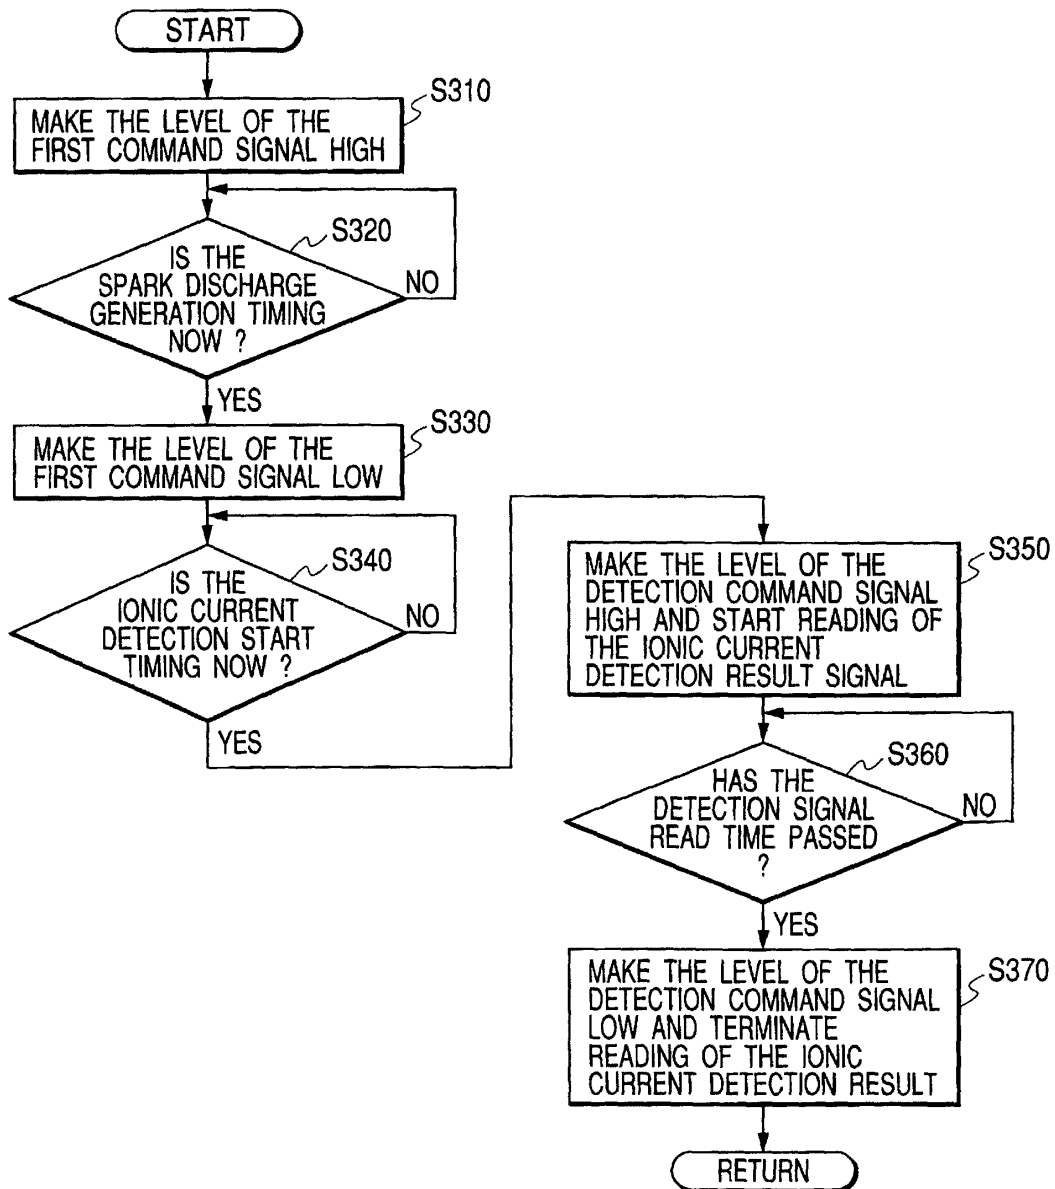 START
S310
MAKE THE LEVEL OF THE
FIRST COMMAND SIGNAL HIGH
S320
IS THE
SPARK DISCHARGE
GENERATION TIMING
NOW ?
NO
YES
S330
MAKE THE LEVEL OF THE
FIRST COMMAND SIGNAL LOW
S340
IS THE
IONIC CURRENT
DETECTION START
TIMING NOW ?
NO
YES
S350
MAKE THE LEVEL OF THE
DETECTION COMMAND SIGNAL
HIGH AND START READING OF
THE IONIC CURRENT
DETECTION RESULT SIGNAL
S360
HAS THE
DETECTION SIGNAL
READ TIME PASSED
?
NO
YES
S370
MAKE THE LEVEL OF THE
DETECTION COMMAND SIGNAL
LOW AND TERMINATE
READING OF THE IONIC
CURRENT DETECTION RESULT
RETURN